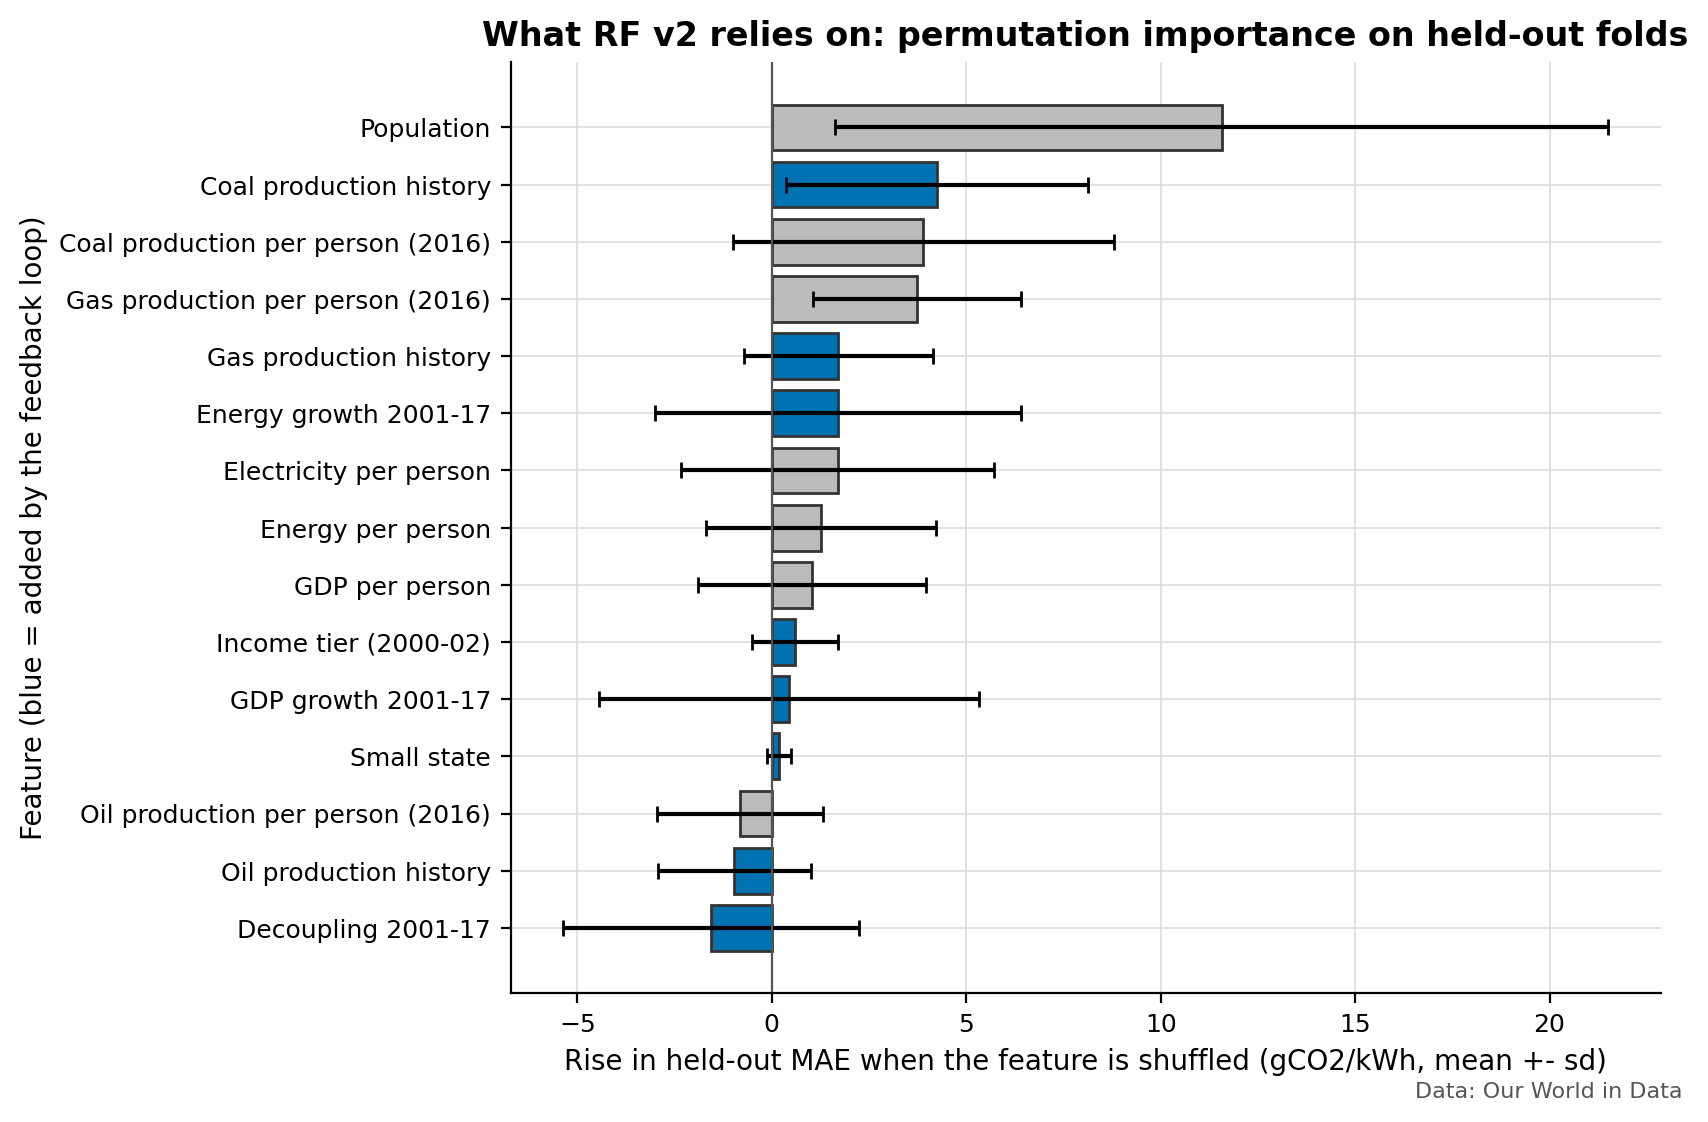 What RF v2 relies on: permutation importance on held-out folds
Feature (blue = added by the feedback loop)
Population
Coal production history
Coal production per person (2016)
Gas production per person (2016)
Gas production history
Energy growth 2001-17
Electricity per person
Energy per person
GDP per person
Income tier (2000-02)
GDP growth 2001-17
Small state
Oil production per person (2016)
Oil production history
Decoupling 2001-17
−5 0 5 10 15 20
Rise in held-out MAE when the feature is shuffled (gCO2/kWh, mean +- sd)
Data: Our World in Data